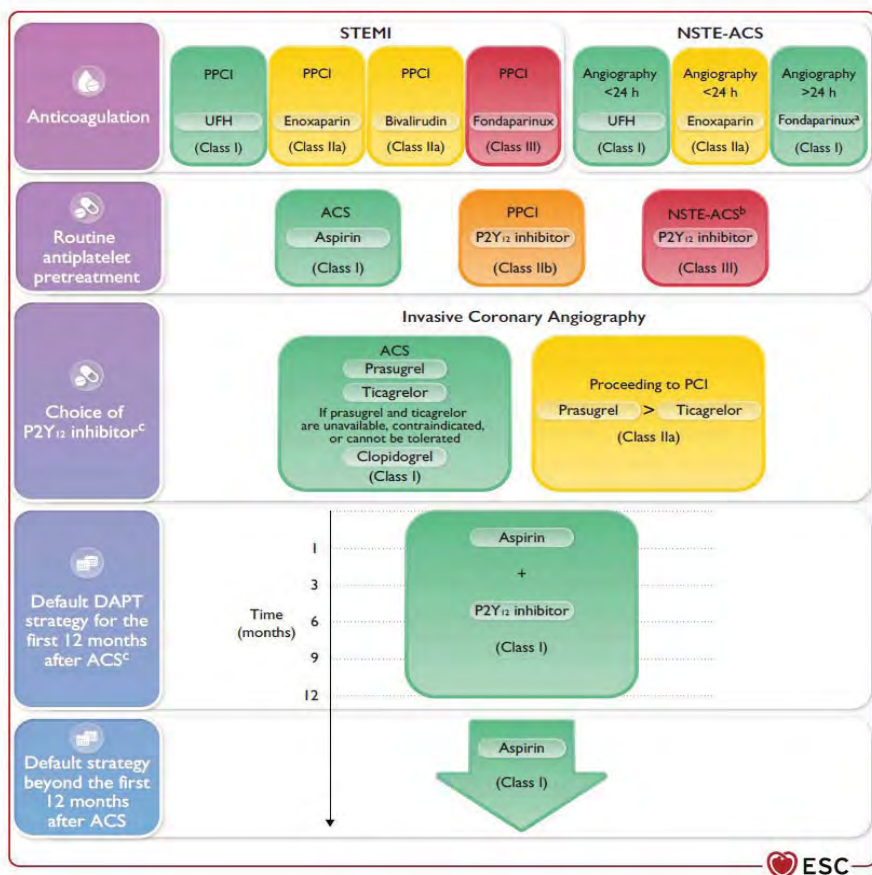 STEMI
NSTE-ACS
Anticoagulation
PPCI
UFH
(Class I)
PPCI
Enoxaparin
(Class IIa)
PPCI
Bivalirudin
(Class IIa)
PPCI
Fondaparinux
(Class III)
Angiography
<24 h
UFH
(Class I)
Angiography
<24 h
Enoxaparin
(Class IIa)
Angiography
>24 h
Fondaparinuxᵃ
(Class I)
Routine
antiplatelet
pretreatment
ACS
Aspirin
(Class I)
PPCI
P2Y₁₂ inhibitor
(Class IIb)
NSTE-ACSᵇ
P2Y₁₂ inhibitor
(Class III)
Invasive Coronary Angiography
Choice of
P2Y₁₂ inhibitorᶜ
ACS
Prasugrel
Ticagrelor
If prasugrel and ticagrelor
are unavailable, contraindicated,
or cannot be tolerated
Clopidogrel
(Class I)
Proceeding to PCI
Prasugrel > Ticagrelor
(Class IIa)
Default DAPT
strategy for the
first 12 months
after ACSᶜ
Time
(months)
1
3
6
9
12
Aspirin
+
P2Y₁₂ inhibitor
(Class I)
Default strategy
beyond the first
12 months
after ACS
Aspirin
(Class I)
ESC